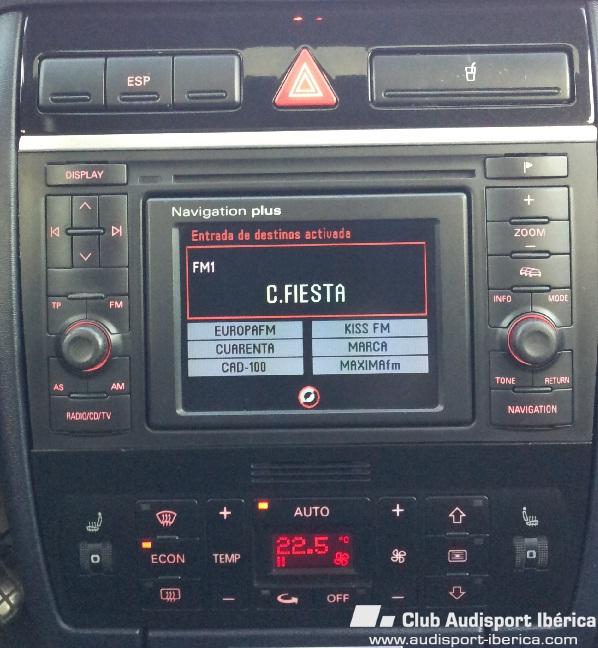 ESP
DISPLAY
Navigation plus
Entrada de destinos activada
FM1
C.FIESTA
EUROPAFM
KISS FM
CUARENTA
MARCA
CAD-100
MAXIMAfm
TP
FM
AS
AM
RADIO/CD/TV
+
ZOOM
−
INFO
MODE
TONE
RETURN
NAVIGATION
+
AUTO
+
ECON
TEMP
22.5 °C
−
OFF
−
Club Audisport Ibérica
www.audisport-iberica.com